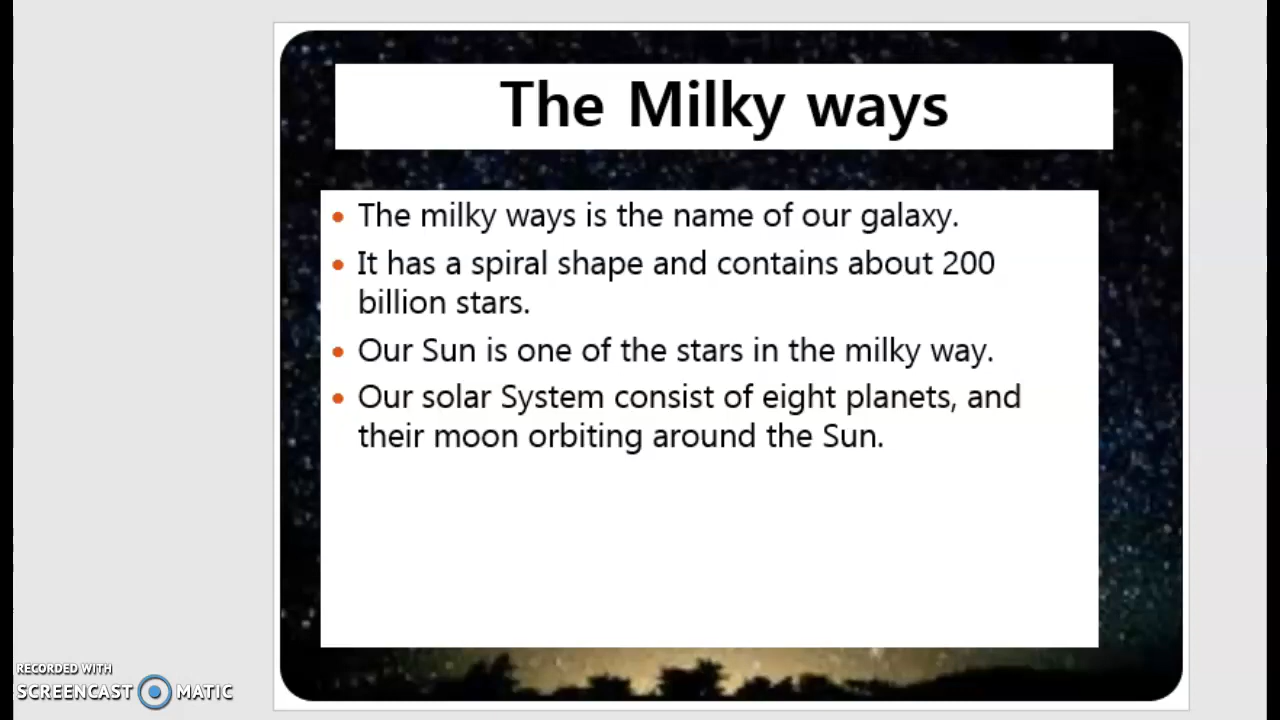 The Milky ways
The milky ways is the name of our galaxy.
It has a spiral shape and contains about 200
billion stars.
Our Sun is one of the stars in the milky way.
Our solar System consist of eight planets, and
their moon orbiting around the Sun.
RECORDED WITH
SCREENCAST MATIC